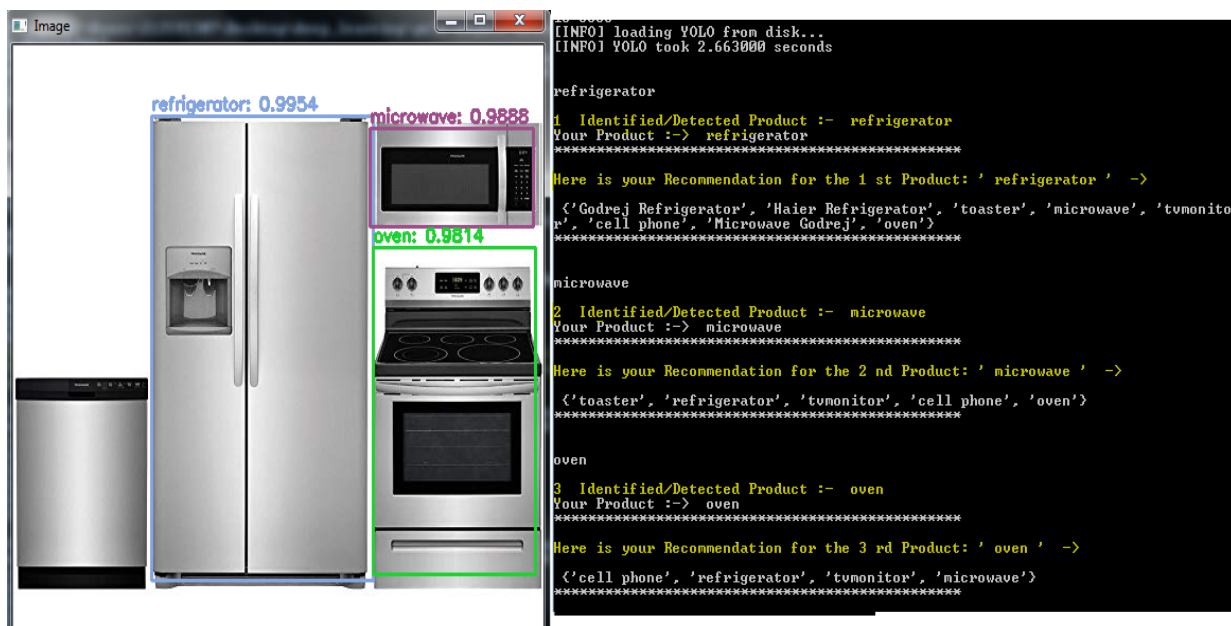 Image
refrigerator: 0.9954
microwave: 0.9888
oven: 0.9814
[INFO] loading YOLO from disk...
[INFO] YOLO took 2.663000 seconds
refrigerator
1  Identified/Detected Product :-  refrigerator
Your Product :->  refrigerator
*************************************************
Here is your Recommendation for the 1 st Product: ' refrigerator '  ->
{'Godrej Refrigerator', 'Haier Refrigerator', 'toaster', 'microwave', 'tvmonito
r', 'cell phone', 'Microwave Godrej', 'oven'}
*************************************************
microwave
2  Identified/Detected Product :-  microwave
Your Product :->  microwave
*************************************************
Here is your Recommendation for the 2 nd Product: ' microwave '  ->
{'toaster', 'refrigerator', 'tvmonitor', 'cell phone', 'oven'}
*************************************************
oven
3  Identified/Detected Product :-  oven
Your Product :->  oven
*************************************************
Here is your Recommendation for the 3 rd Product: ' oven '  ->
{'cell phone', 'refrigerator', 'tvmonitor', 'microwave'}
*************************************************